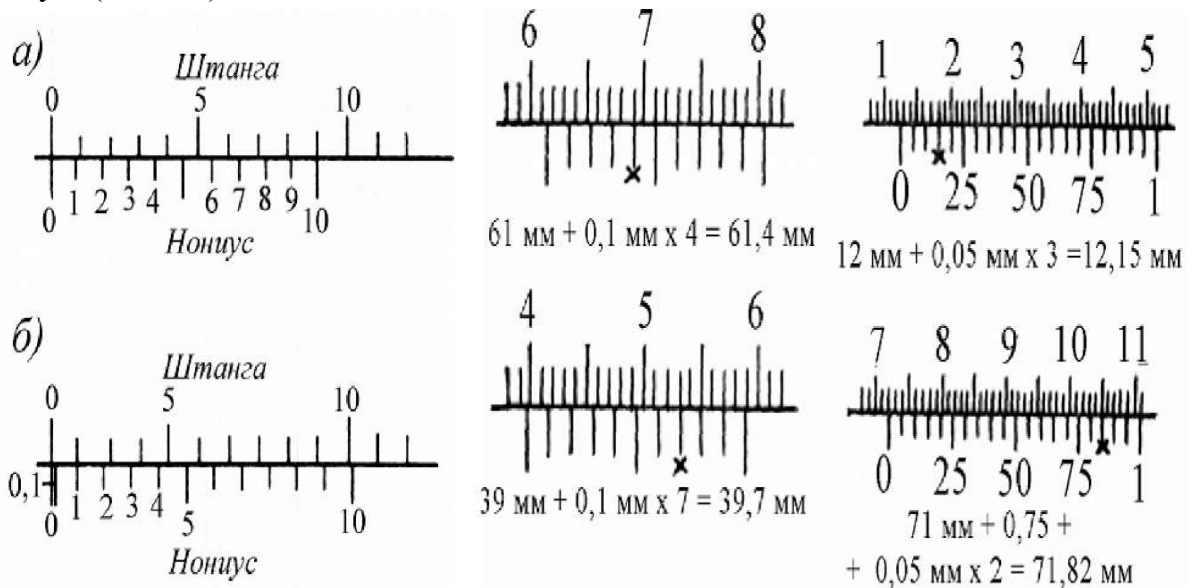 а)
Штанга
0 5 10
0 1 2 3 4 6 7 8 9 10
Нониус
6 7 8
61 мм + 0,1 мм х 4 = 61,4 мм
1 2 3 4 5
0 25 50 75 1
12 мм + 0,05 мм х 3 =12,15 мм
б)
Штанга
0 5 10
0,1
0 1 2 3 4 5 10
Нониус
4 5 6
39 мм + 0,1 мм х 7 = 39,7 мм
7 8 9 10 11
0 25 50 75 1
71 мм + 0,75 +
+ 0,05 мм х 2 = 71,82 мм